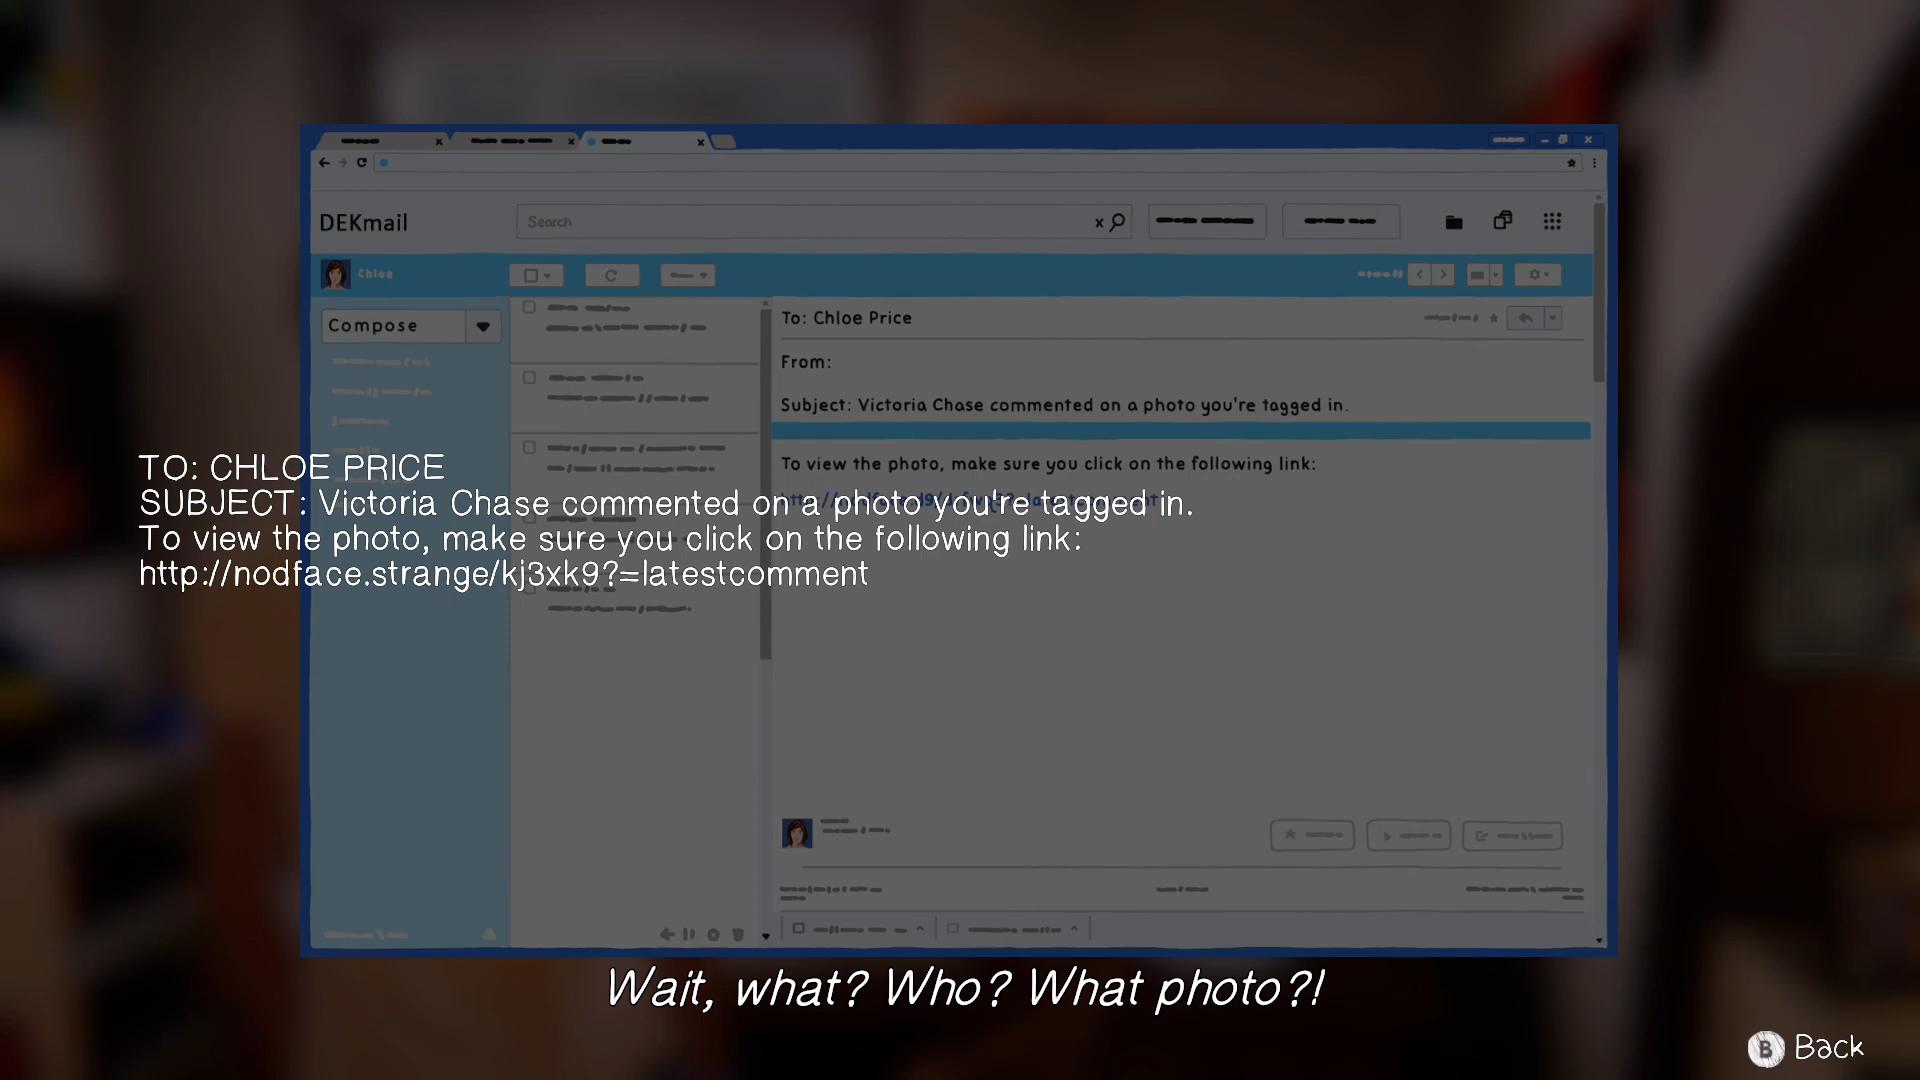 DEKmail
Search
Chloe
Compose
To: Chloe Price
From:
Subject: Victoria Chase commented on a photo you're tagged in.
To view the photo, make sure you click on the following link:
TO: CHLOE PRICE
SUBJECT: Victoria Chase commented on a photo you're tagged in.
To view the photo, make sure you click on the following link:
http://nodface.strange/kj3xk9?=latestcomment
Wait, what? Who? What photo?!
B Back